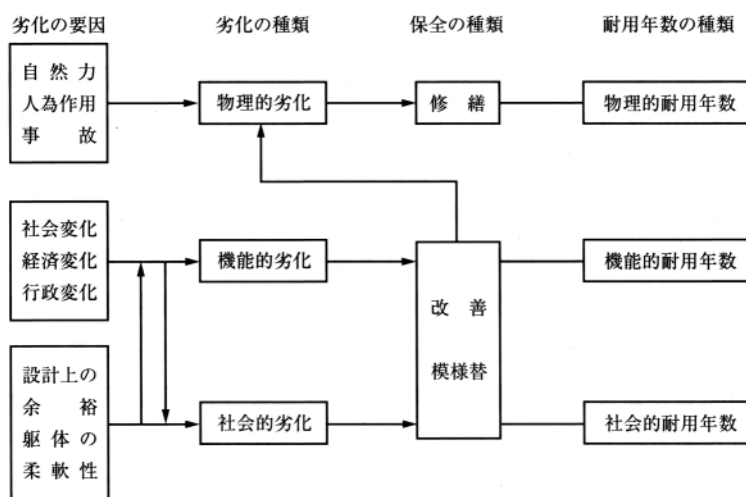 劣化の要因
劣化の種類
保全の種類
耐用年数の種類
自然力
人為作用
事故
物理的劣化
修繕
物理的耐用年数
社会変化
経済変化
行政変化
機能的劣化
改善
模様替
機能的耐用年数
設計上の
余裕
躯体の
柔軟性
社会的劣化
社会的耐用年数